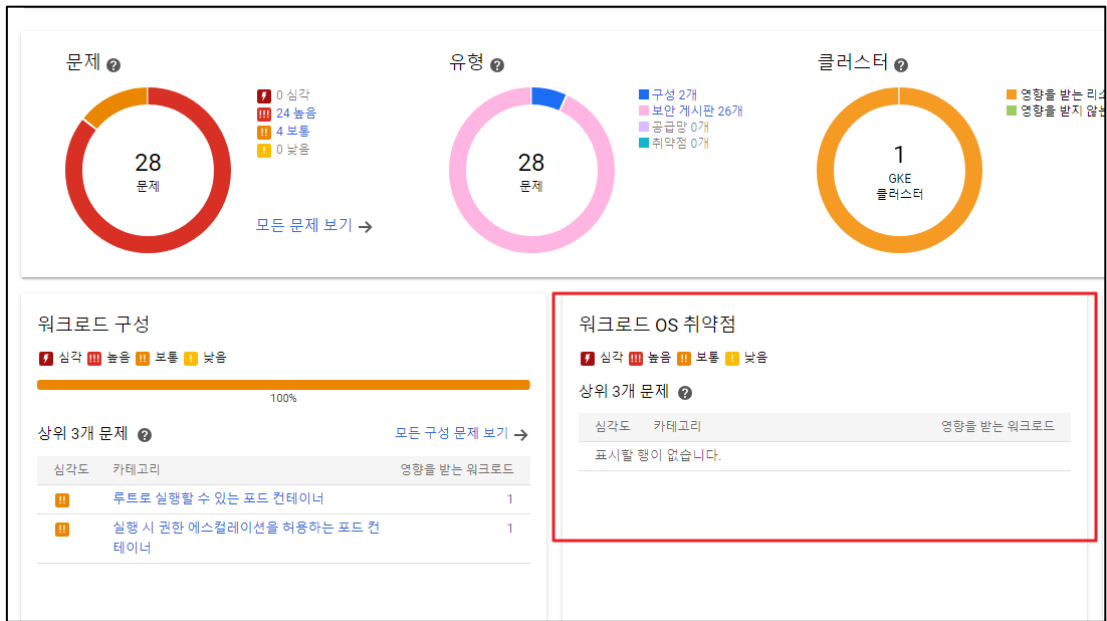 문제
28
문제
0 심각
24 높음
4 보통
0 낮음
모든 문제 보기 →
유형
28
문제
구성 2개
보안 게시판 26개
공급망 0개
취약점 0개
클러스터
1
GKE
클러스터
영향을 받는 리소
영향을 받지 않는
워크로드 구성
심각 높음 보통 낮음
100%
상위 3개 문제
모든 구성 문제 보기 →
심각도 카테고리 영향을 받는 워크로드
루트로 실행할 수 있는 포드 컨테이너 1
실행 시 권한 에스컬레이션을 허용하는 포드 컨 1
테이너
워크로드 OS 취약점
심각 높음 보통 낮음
상위 3개 문제
심각도 카테고리 영향을 받는 워크로드
표시할 행이 없습니다.